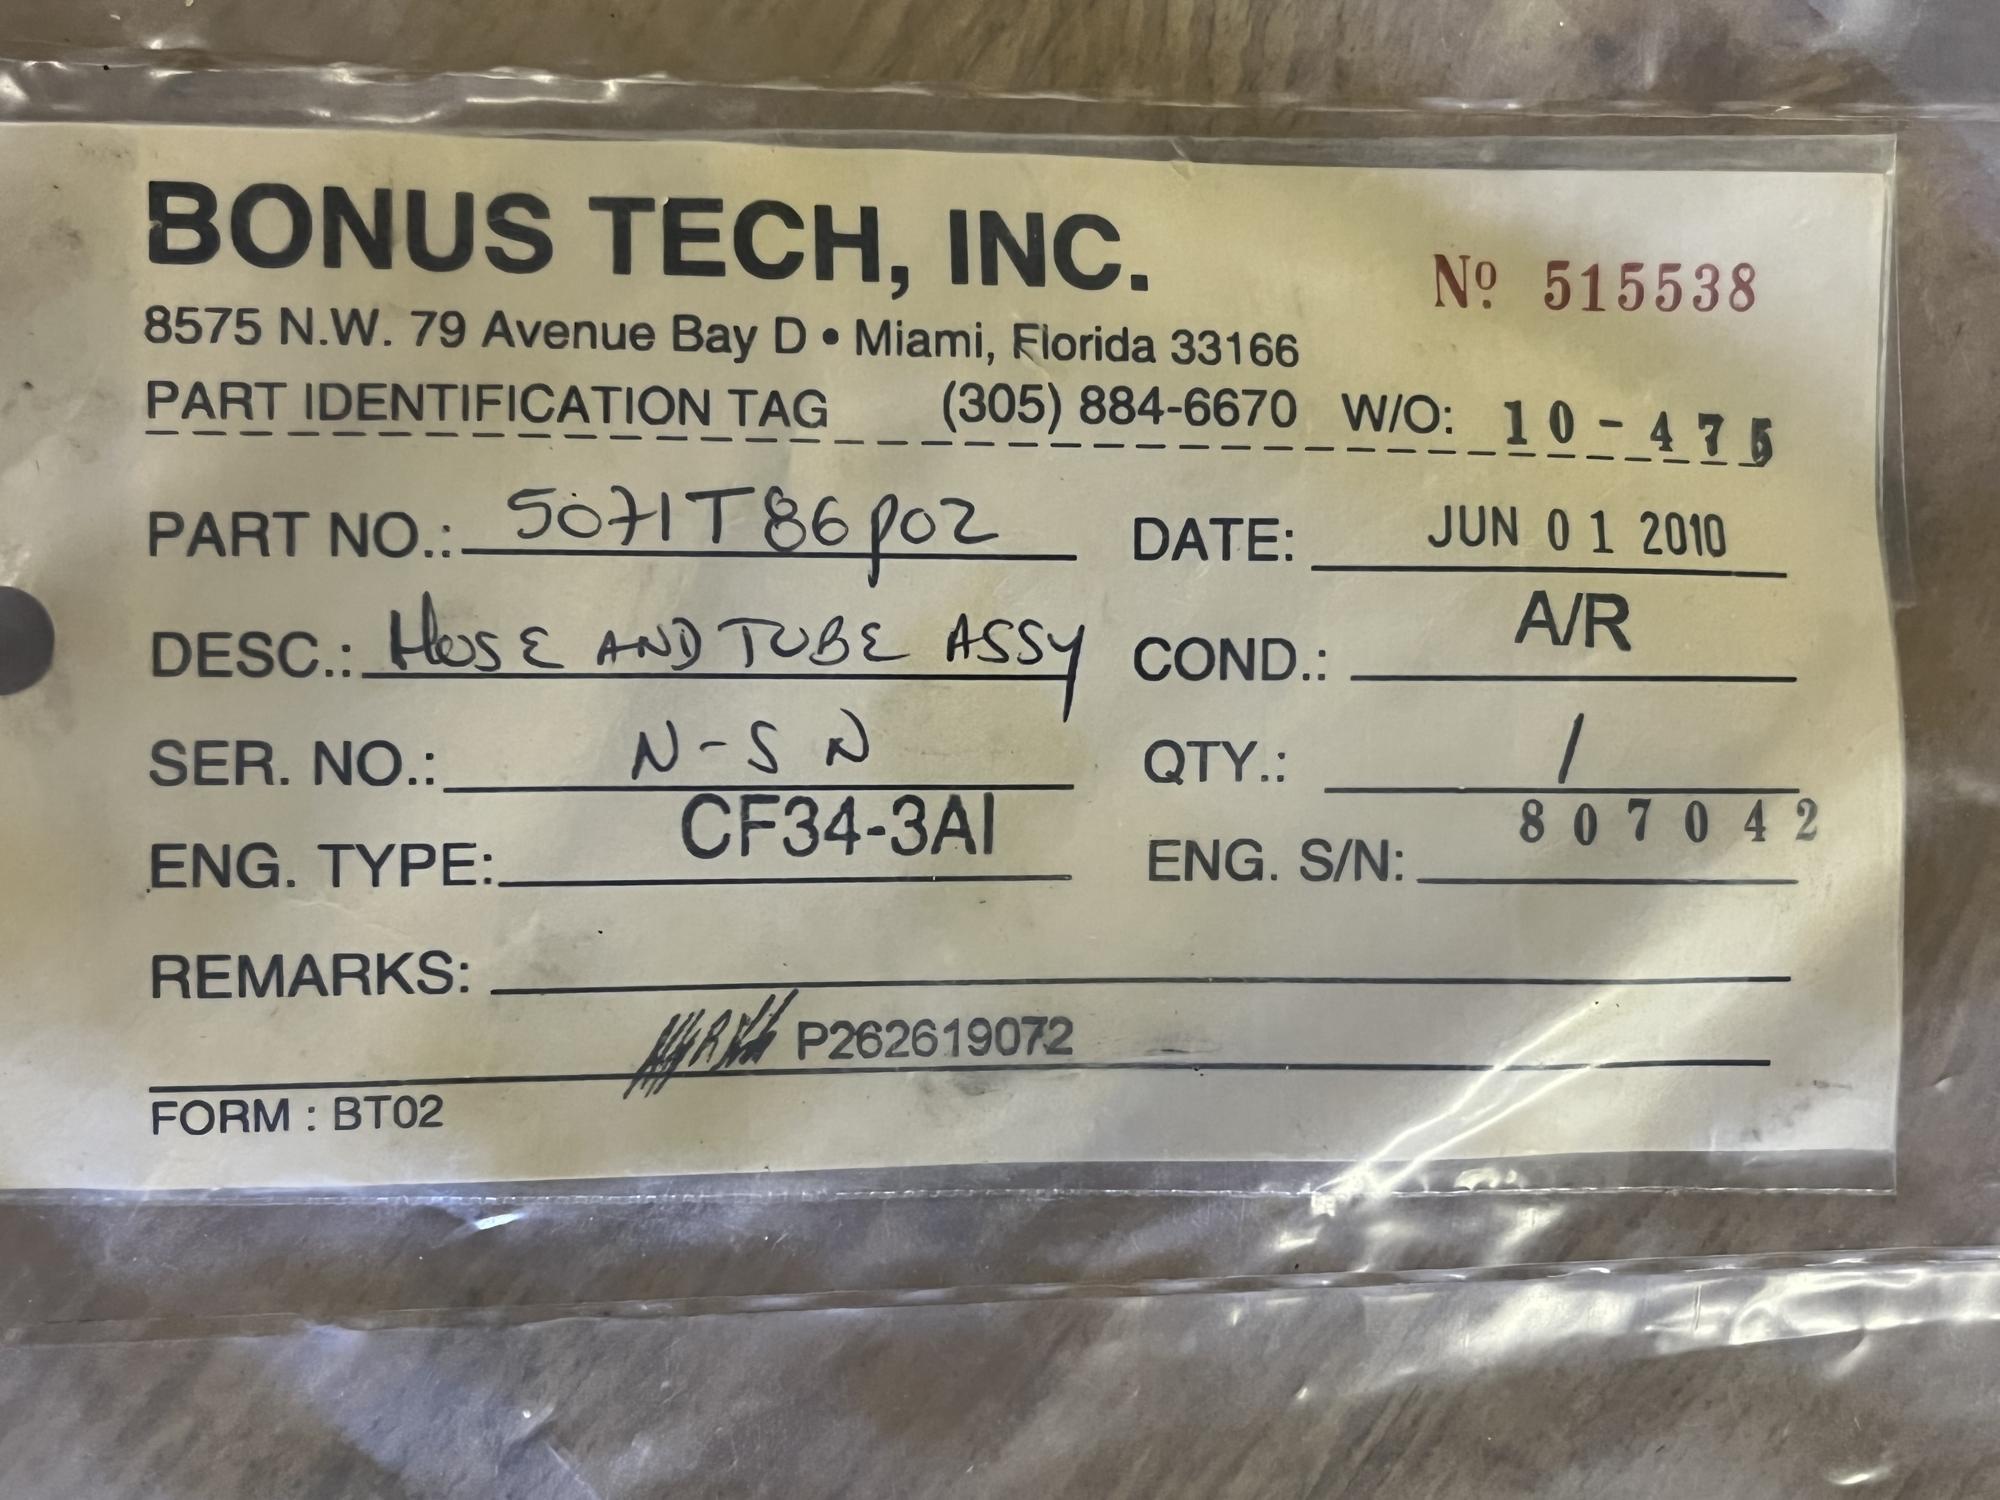 BONUS TECH, INC.
Nº 515538
8575 N.W. 79 Avenue Bay D • Miami, Florida 33166
PART IDENTIFICATION TAG (305) 884-6670 W/O: 10-475
PART NO.: 5071T86P02 DATE: JUN 01 2010
DESC.: HOSE AND TUBE ASSY COND.: A/R
SER. NO.: N-SN QTY.: 1
ENG. TYPE: CF34-3A1 ENG. S/N: 807042
REMARKS:
P262619072
FORM : BT02